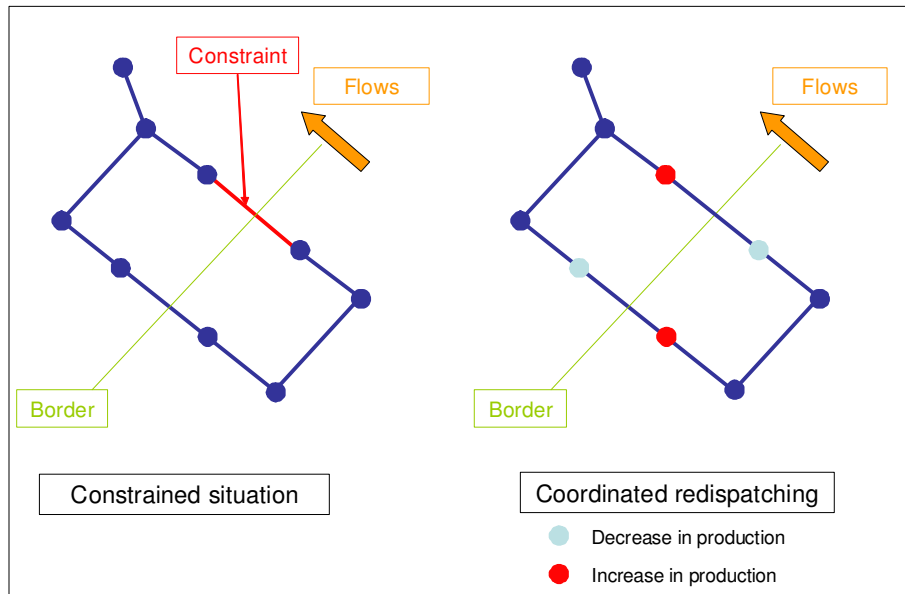 Constraint
Flows
Border
Constrained situation
Flows
Border
Coordinated redispatching
Decrease in production
Increase in production